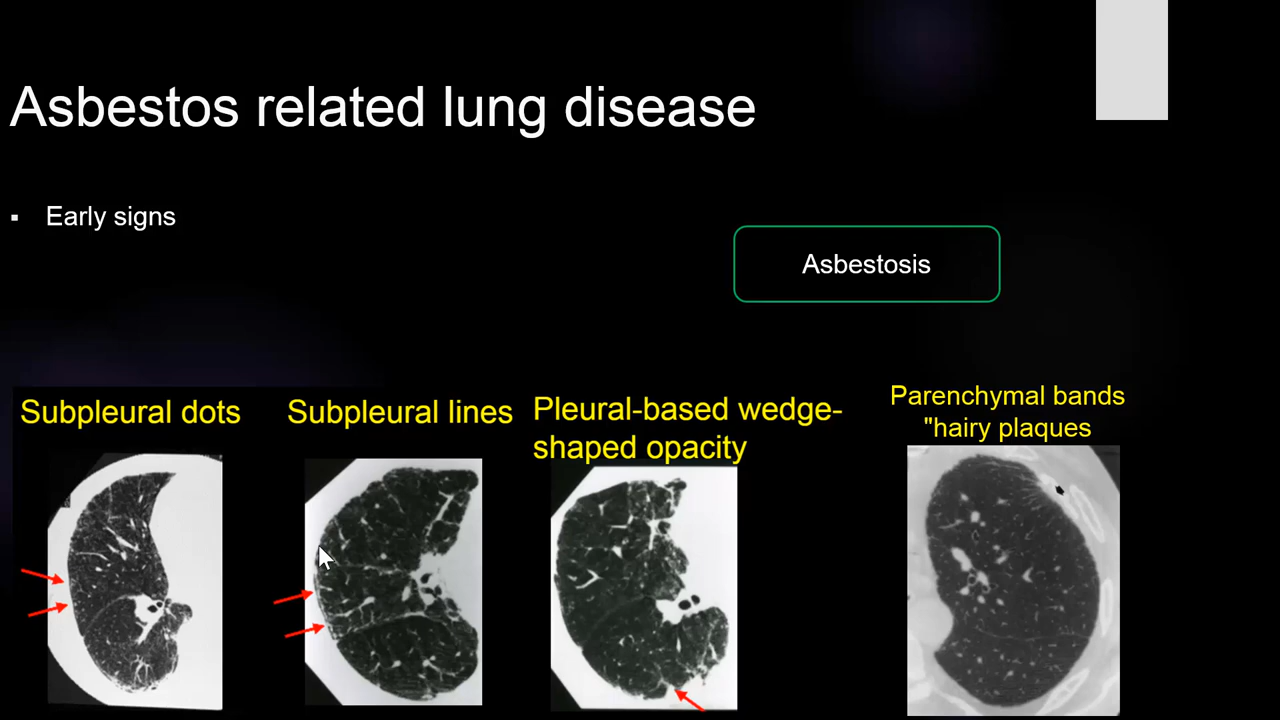 Asbestos related lung disease
▪ Early signs
Asbestosis
Subpleural dots
Subpleural lines
Pleural-based wedge-
shaped opacity
Parenchymal bands
"hairy plaques